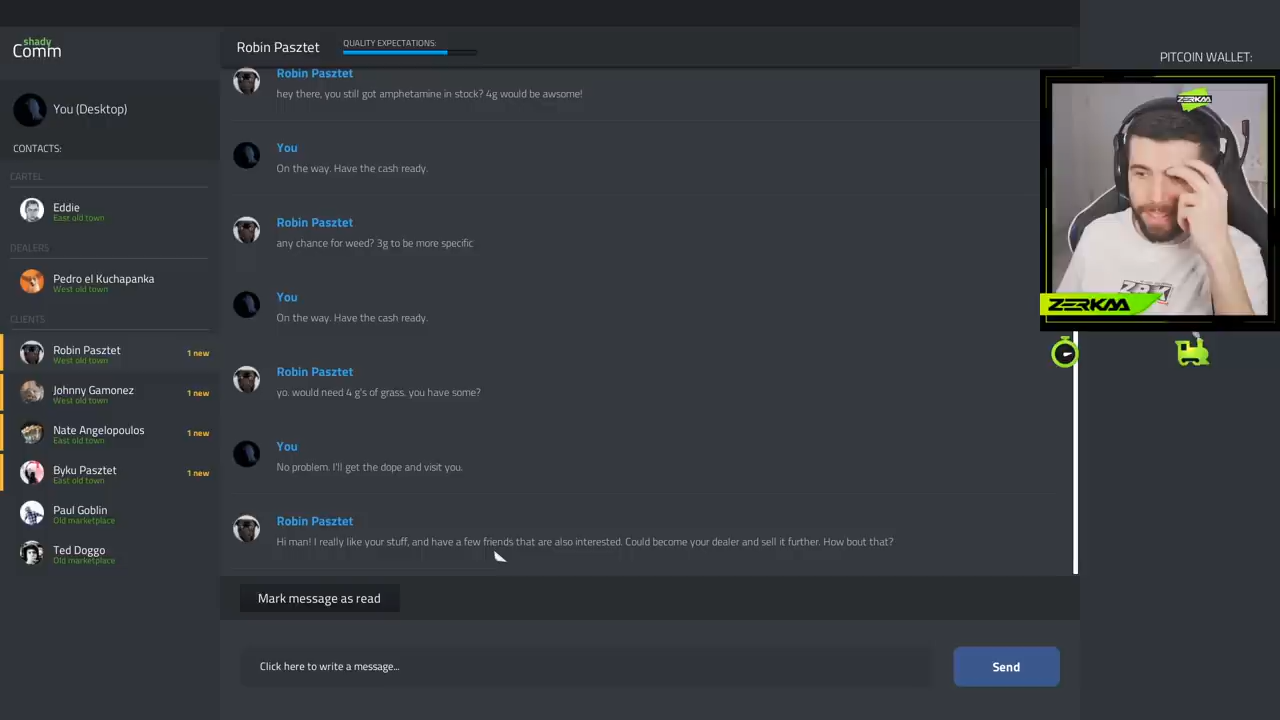 shady
Comm
You (Desktop)
CONTACTS:
CARTEL
Eddie
East old town
DEALERS
Pedro el Kuchapanka
West old town
CLIENTS
Robin Pasztet
West old town
1 new
Johnny Gamonez
West old town
1 new
Nate Angelopoulos
East old town
1 new
Byku Pasztet
East old town
1 new
Paul Goblin
Old marketplace
Ted Doggo
Old marketplace
Robin Pasztet
QUALITY EXPECTATIONS:
Robin Pasztet
hey there, you still got amphetamine in stock? 4g would be awsome!
You
On the way. Have the cash ready.
Robin Pasztet
any chance for weed? 3g to be more specific
You
On the way. Have the cash ready.
Robin Pasztet
yo. would need 4 g's of grass. you have some?
You
No problem. I'll get the dope and visit you.
Robin Pasztet
Hi man! I really like your stuff, and have a few friends that are also interested. Could become your dealer and sell it further. How bout that?
Mark message as read
Click here to write a message...
Send
PITCOIN WALLET:
ZERKAA
ZRK
ZERKAA